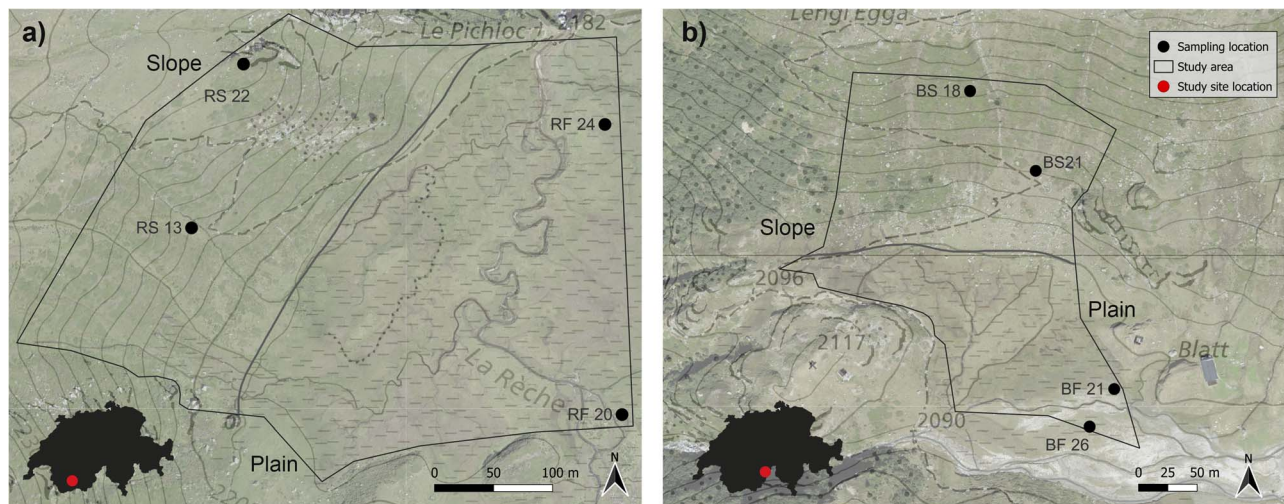 a)
Le Pichloc
2182
Slope
RS 22
RF 24
RS 13
La Rèche
RF 20
Plain
220
0 50 100 m
N
b)
Lengi Egga
Sampling location
Study area
Study site location
BS 18
BS21
Slope
2096
Plain
2117
Blatt
BF 21
2090
BF 26
0 25 50 m
N